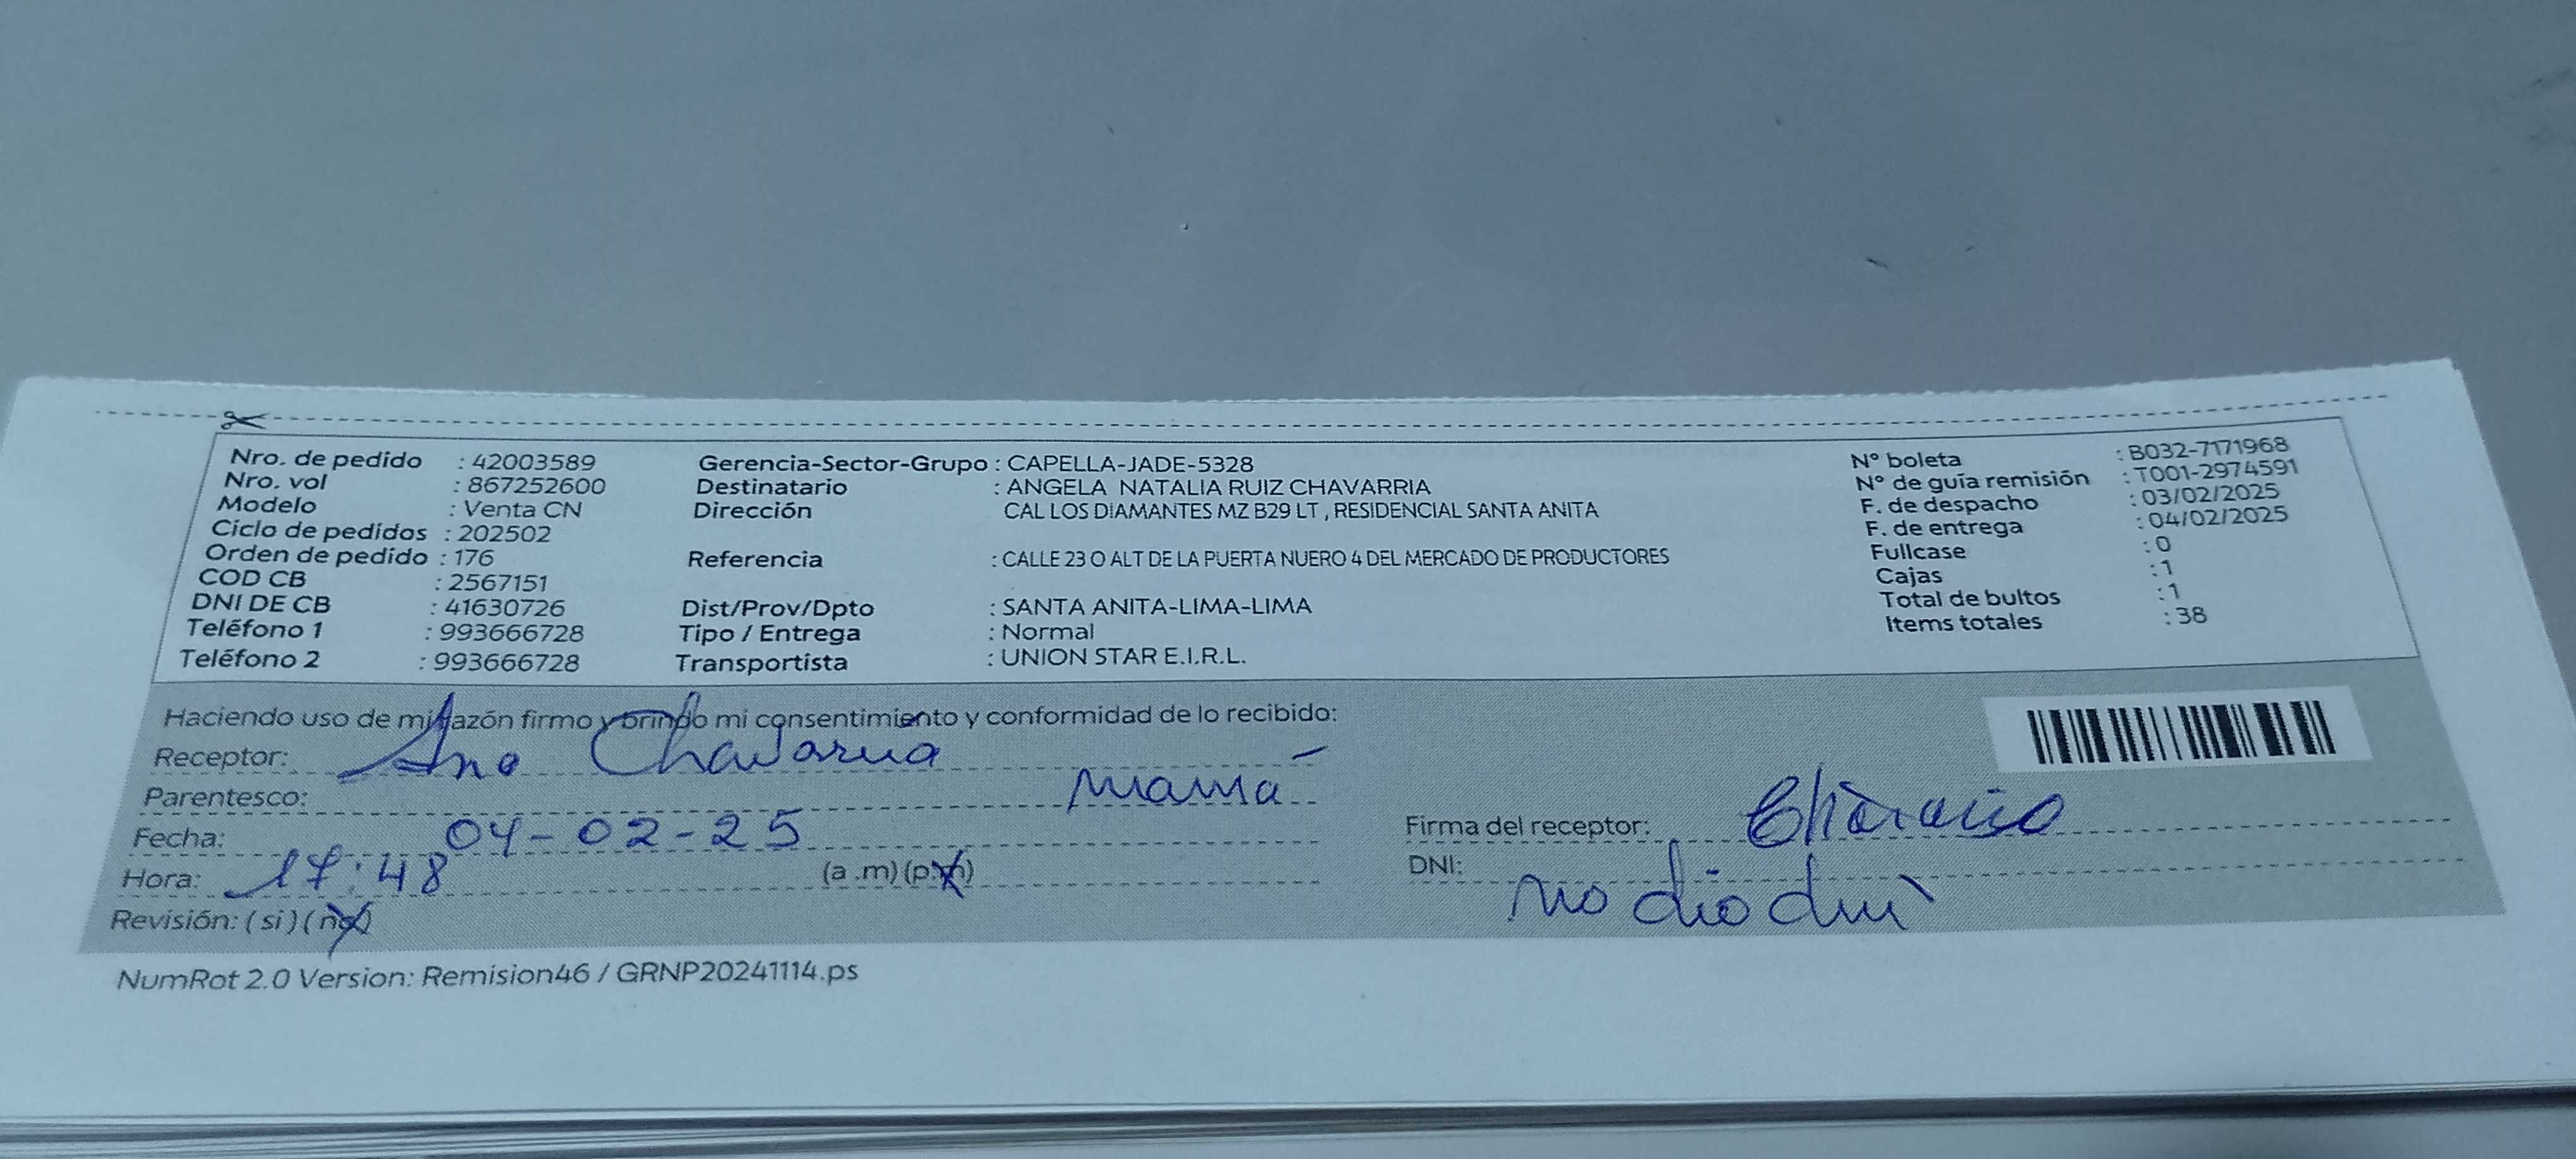 Nro. de pedido : 42003589
Nro. vol : 867252600
Modelo : Venta CN
Ciclo de pedidos : 202502
Orden de pedido : 176
COD CB : 2567151
DNI DE CB : 41630726
Teléfono 1 : 993666728
Teléfono 2 : 993666728
Gerencia-Sector-Grupo : CAPELLA-JADE-5328
Destinatario : ANGELA NATALIA RUIZ CHAVARRIA
Dirección CAL LOS DIAMANTES MZ B29 LT , RESIDENCIAL SANTA ANITA
Referencia : CALLE 23 O ALT DE LA PUERTA NUERO 4 DEL MERCADO DE PRODUCTORES
Dist/Prov/Dpto : SANTA ANITA-LIMA-LIMA
Tipo / Entrega : Normal
Transportista : UNION STAR E.I.R.L.
N° boleta : B032-7171968
N° de guía remisión : T001-2974591
F. de despacho : 03/02/2025
F. de entrega : 04/02/2025
Fullcase : 0
Cajas : 1
Total de bultos : 1
Items totales : 38
Haciendo uso de mi razón firmo y brindo mi consentimiento y conformidad de lo recibido:
Receptor: Ana Chavarria
Parentesco: mamá
Fecha: 04-02-25
Hora: 17:48 (a .m) (p.m)
Revisión: ( si ) ( no)
Firma del receptor:
DNI: no dio dni
NumRot 2.0 Version: Remision46 / GRNP20241114.ps